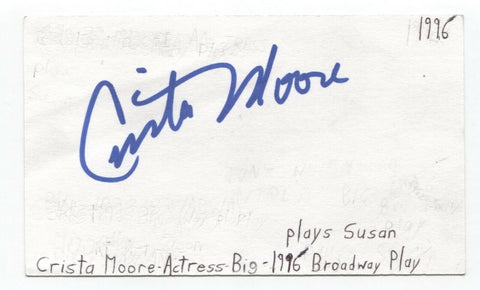 1996
Crista Moore
plays Susan
Crista Moore-Actress-Big-1996 Broadway Play